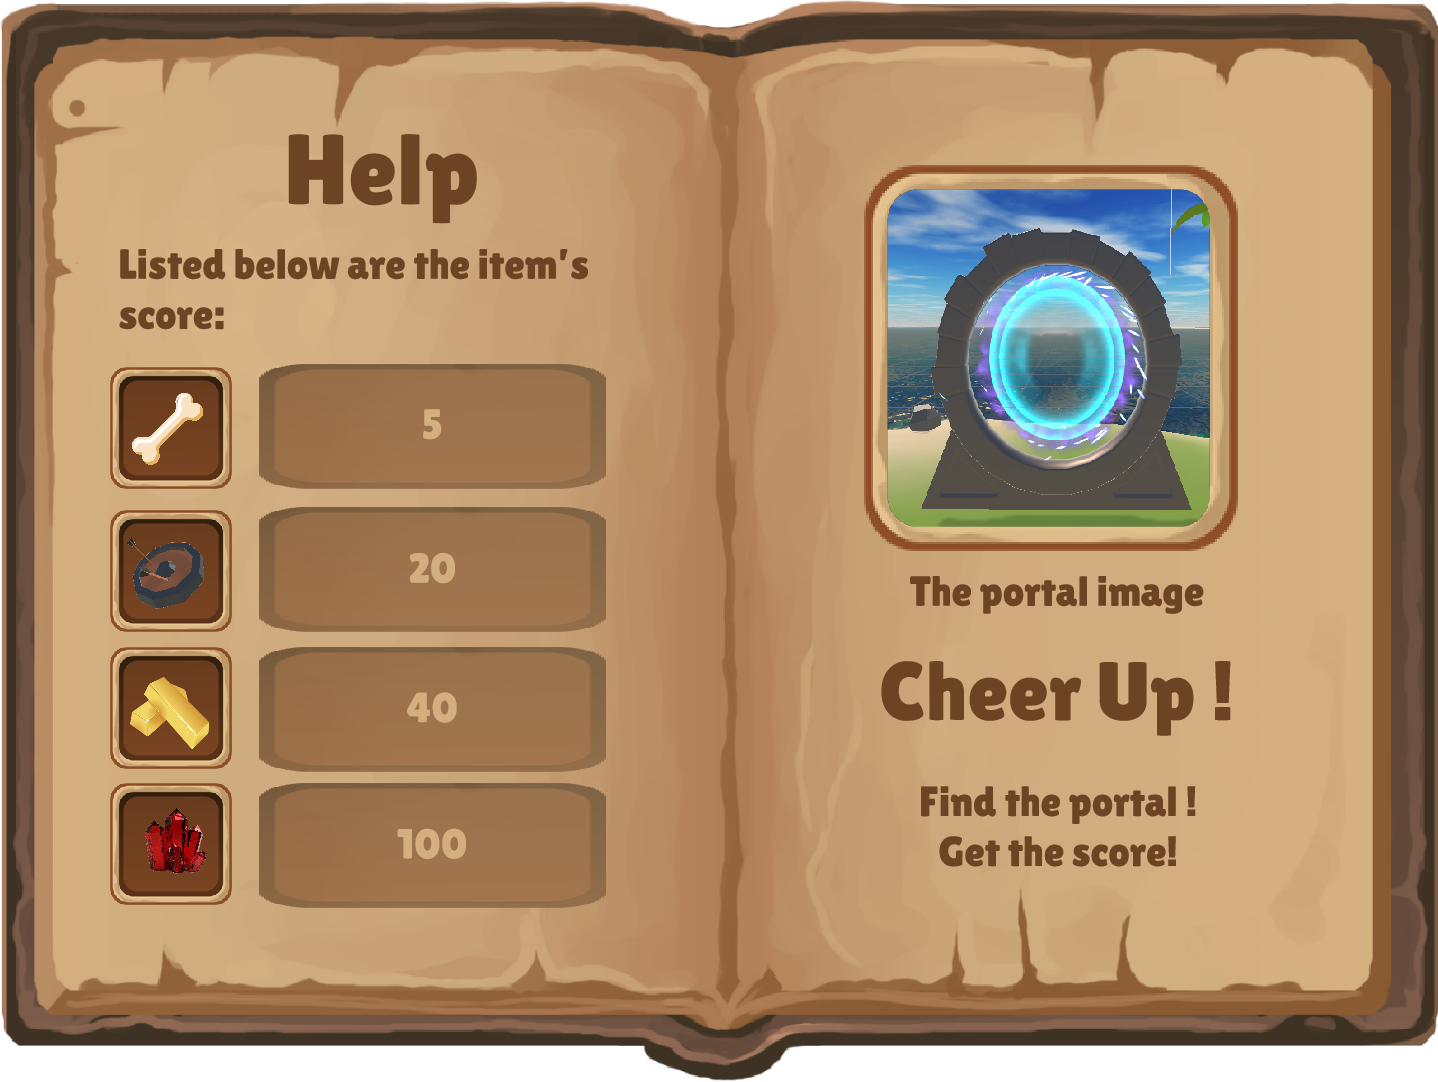 Help
Listed below are the item's
score:
5
20
40
100
The portal image
Cheer Up !
Find the portal !
Get the score!